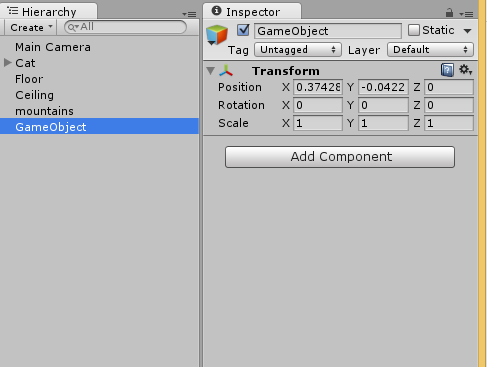 Hierarchy
Create All
Main Camera
Cat
Floor
Ceiling
mountains
GameObject
Inspector
GameObject Static
Tag Untagged Layer Default
Transform
Position X 0.37428 Y -0.0422 Z 0
Rotation X 0 Y 0 Z 0
Scale X 1 Y 1 Z 1
Add Component